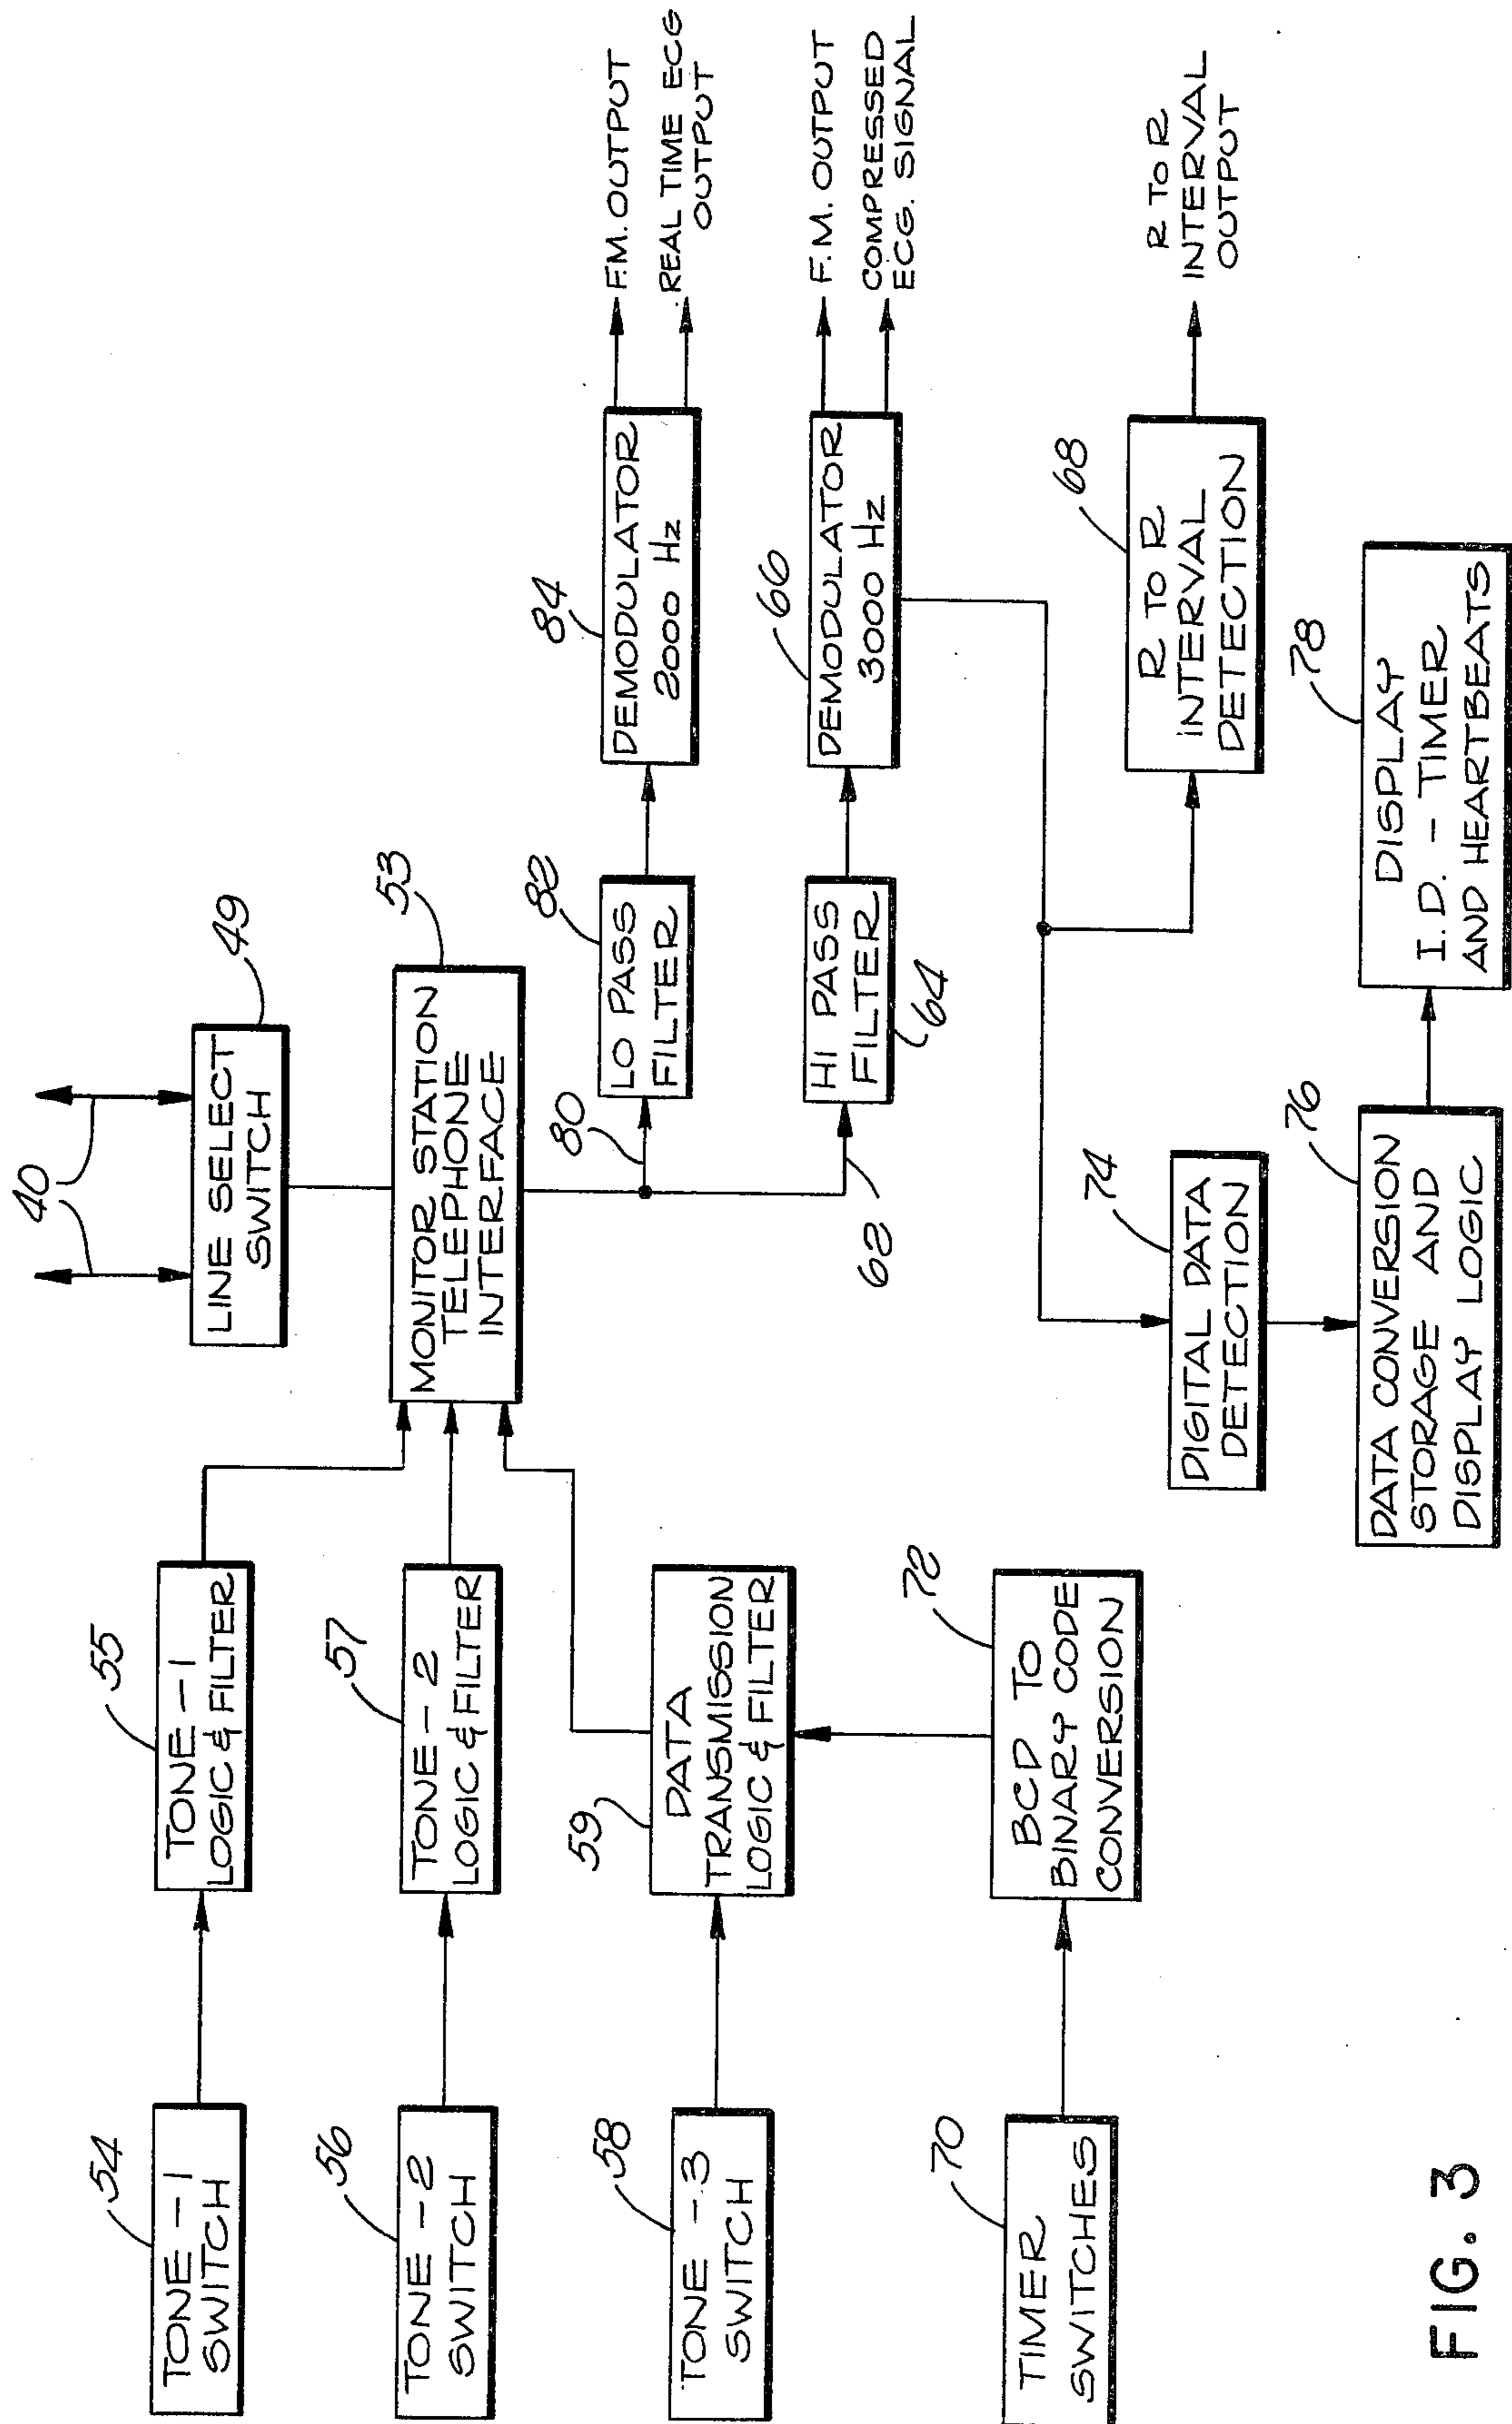 40
LINE SELECT
SWITCH
49
MONITOR STATION
TELEPHONE
INTERFACE
53
54
TONE -1
SWITCH
55
TONE -1
LOGIC & FILTER
56
TONE -2
SWITCH
57
TONE - 2
LOGIC & FILTER
58
TONE -3
SWITCH
59
DATA
TRANSMISSION
LOGIC & FILTER
70
TIMER
SWITCHES
72
BCD TO
BINARY CODE
CONVERSION
80
82
LO PASS
FILTER
84
DEMODULATOR
2000 Hz
F.M. OUTPUT
REAL TIME ECG
OUTPUT
62
HI PASS
FILTER
64
66
DEMODULATOR
3000 Hz
F.M. OUTPUT
COMPRESSED
ECG. SIGNAL
68
R TO R
INTERVAL
DETECTION
R TO R
INTERVAL
OUTPUT
74
DIGITAL DATA
DETECTION
76
DATA CONVERSION
STORAGE AND
DISPLAY LOGIC
78
DISPLAY
I.D. - TIMER
AND HEARTBEATS
FIG. 3